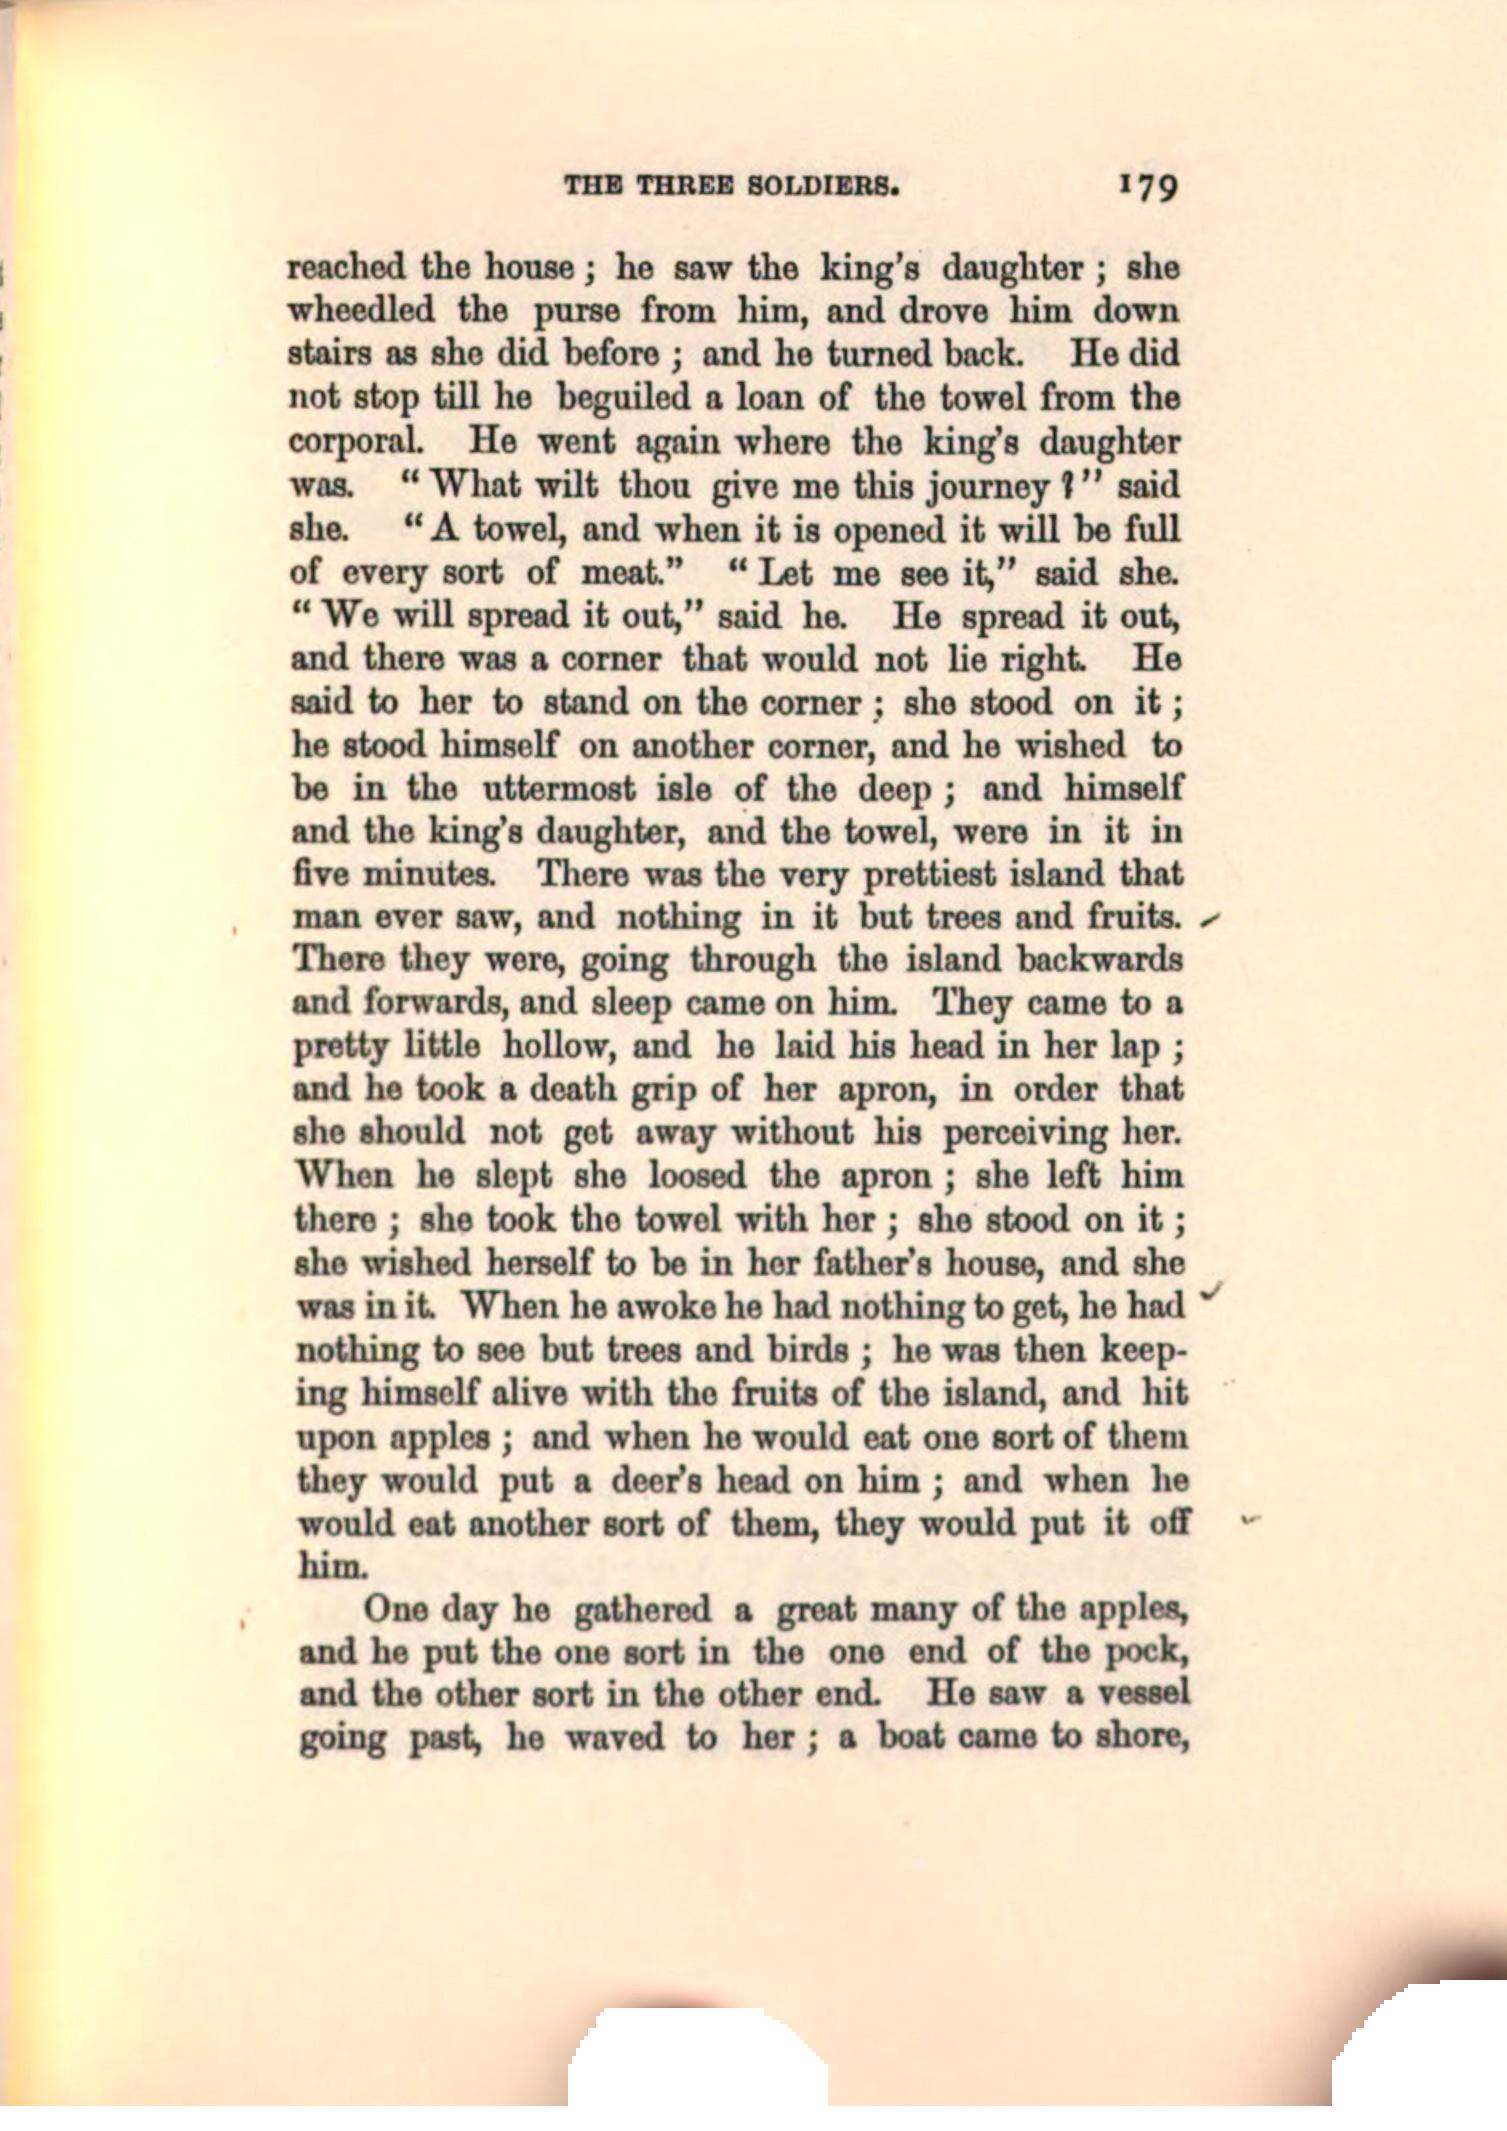 THE THREE SOLDIERS. 179
reached the house ; he saw the king's daughter ; she
wheedled the purse from him, and drove him down
stairs as she did before ; and he turned back. He did
not stop till he beguiled a loan of the towel from the
corporal. He went again where the king's daughter
was. “ What wilt thou give me this journey ? ” said
she. “ A towel, and when it is opened it will be full
of every sort of meat.” “ Let me see it,” said she.
“ We will spread it out,” said he. He spread it out,
and there was a corner that would not lie right. He
said to her to stand on the corner ; she stood on it ;
he stood himself on another corner, and he wished to
be in the uttermost isle of the deep ; and himself
and the king's daughter, and the towel, were in it in
five minutes. There was the very prettiest island that
man ever saw, and nothing in it but trees and fruits.
There they were, going through the island backwards
and forwards, and sleep came on him. They came to a
pretty little hollow, and he laid his head in her lap ;
and he took a death grip of her apron, in order that
she should not get away without his perceiving her.
When he slept she loosed the apron ; she left him
there ; she took the towel with her ; she stood on it ;
she wished herself to be in her father's house, and she
was in it. When he awoke he had nothing to get, he had
nothing to see but trees and birds ; he was then keep-
ing himself alive with the fruits of the island, and hit
upon apples ; and when he would eat one sort of them
they would put a deer's head on him ; and when he
would eat another sort of them, they would put it off
him.
One day he gathered a great many of the apples,
and he put the one sort in the one end of the pock,
and the other sort in the other end. He saw a vessel
going past, he waved to her ; a boat came to shore,